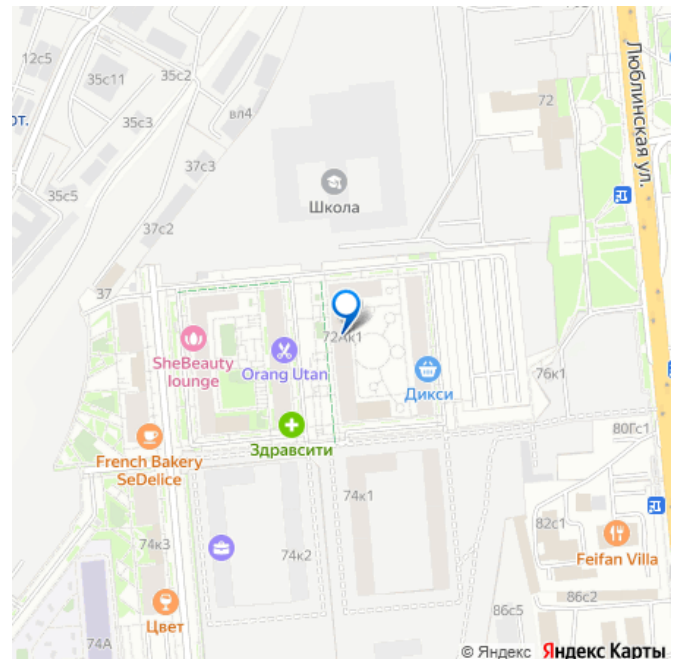 12с5
35с2
35с11
72
Люблинская ул.
от.
вл4
35с3
37с3
35с5
Школа
37с2
37
72Ак1
SheBeauty
lounge
Orang Utan
Дикси
76к1
Здравсити
80Гс1
French Bakery
SeDelice
74к1
82с1
74к3
74к2
Feifan Villa
86с2
86с5
Цвет
74А
© Яндекс Яндекс Карты